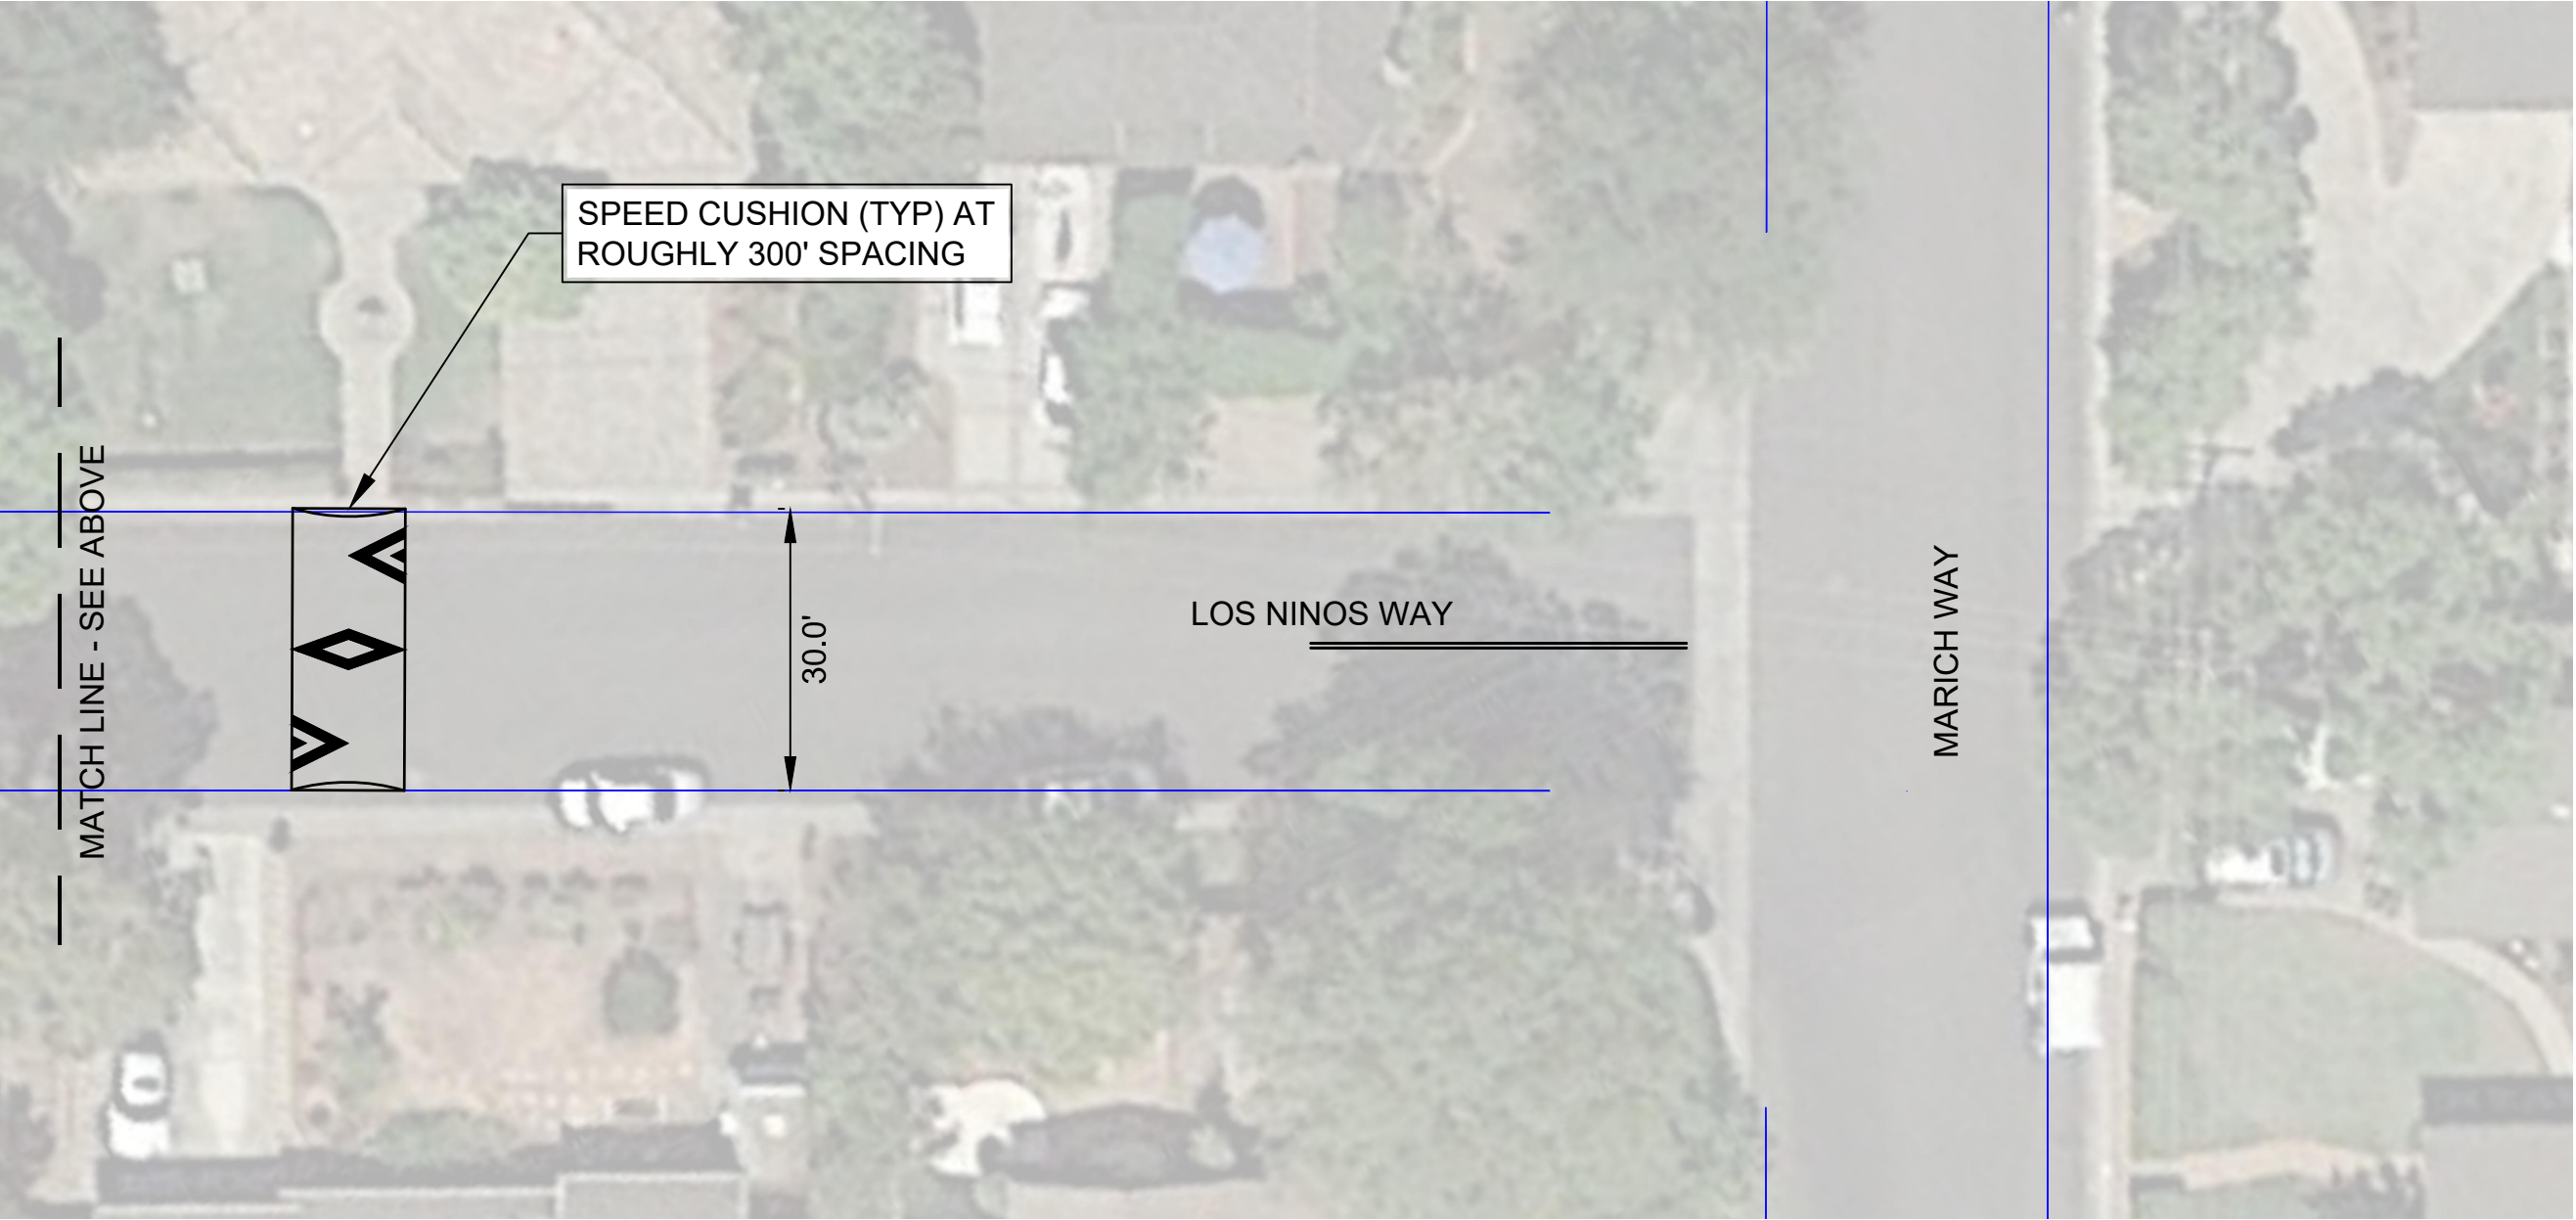 SPEED CUSHION (TYP) AT
ROUGHLY 300' SPACING
MATCH LINE - SEE ABOVE
30.0'
LOS NINOS WAY
MARICH WAY